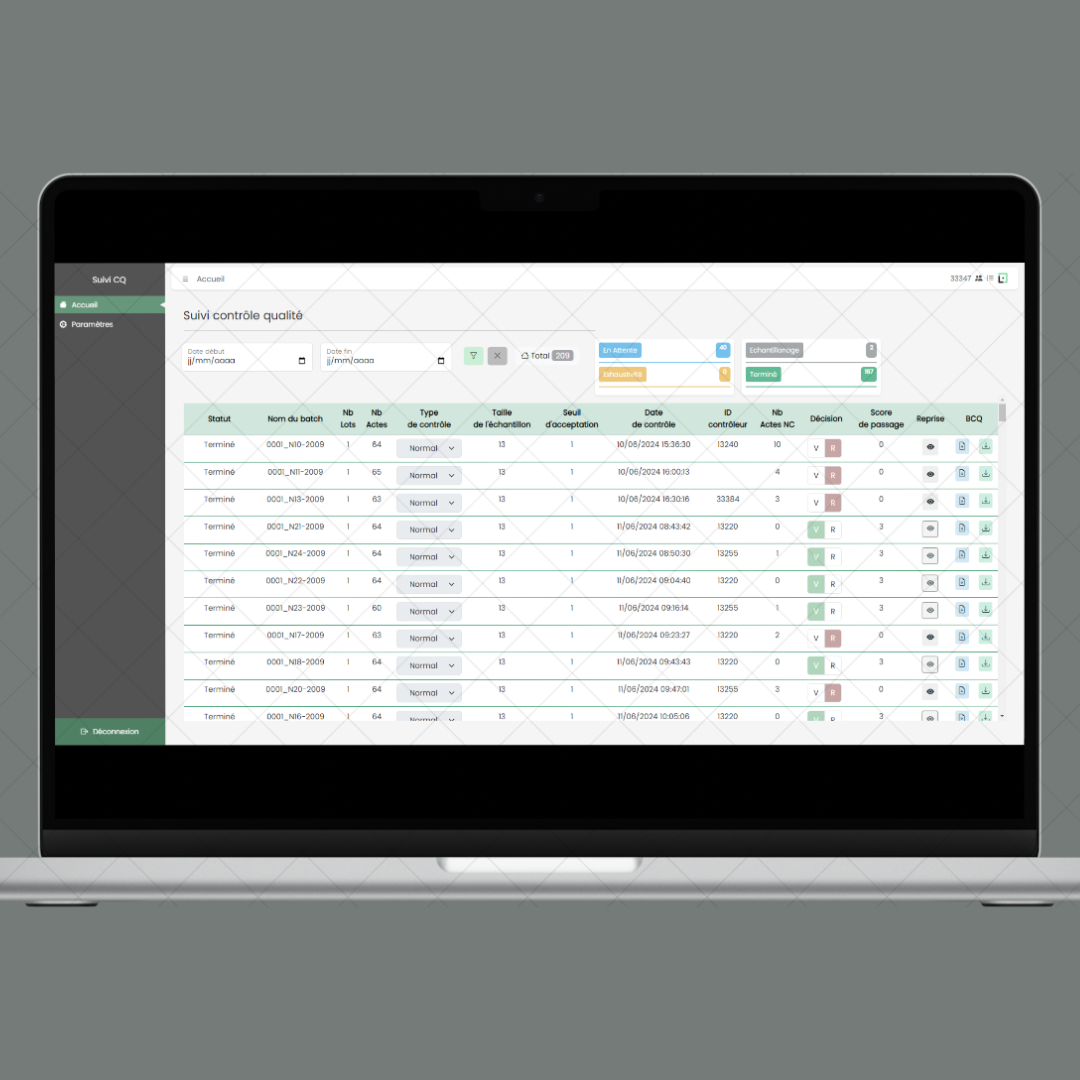 Suivi CQ
Accueil
Paramètres
Déconnexion
Accueil
33347
Suivi contrôle qualité
Date début
jj/mm/aaaa
Date fin
jj/mm/aaaa
Total 209
En Attente 40
Exhaustivité 0
Echantillonage 2
Terminé 167
Statut Nom du batch Nb Lots Nb Actes Type de contrôle Taille de l'échantillon Seuil d'acceptation Date de contrôle ID contrôleur Nb Actes NC Décision Score de passage Reprise BCQ
Terminé 0001_N10-2009 1 64 Normal 13 1 10/06/2024 15:36:30 13240 10 V R 0
Terminé 0001_N11-2009 1 65 Normal 13 1 10/06/2024 16:00:13 4 V R 0
Terminé 0001_N13-2009 1 63 Normal 13 1 10/06/2024 16:30:16 33384 3 V R 0
Terminé 0001_N21-2009 1 64 Normal 13 1 11/06/2024 08:43:42 13220 0 V R 3
Terminé 0001_N24-2009 1 64 Normal 13 1 11/06/2024 08:50:30 13255 1 V R 3
Terminé 0001_N22-2009 1 64 Normal 13 1 11/06/2024 09:04:40 13220 0 V R 3
Terminé 0001_N23-2009 1 60 Normal 13 1 11/06/2024 09:16:14 13255 1 V R 3
Terminé 0001_N17-2009 1 63 Normal 13 1 11/06/2024 09:23:27 13220 2 V R 0
Terminé 0001_N18-2009 1 64 Normal 13 1 11/06/2024 09:43:43 13220 0 V R 3
Terminé 0001_N20-2009 1 64 Normal 13 1 11/06/2024 09:47:01 13255 3 V R 0
Terminé 0001_N16-2009 1 64 Normal 13 1 11/06/2024 10:05:06 13220 0 V R 3